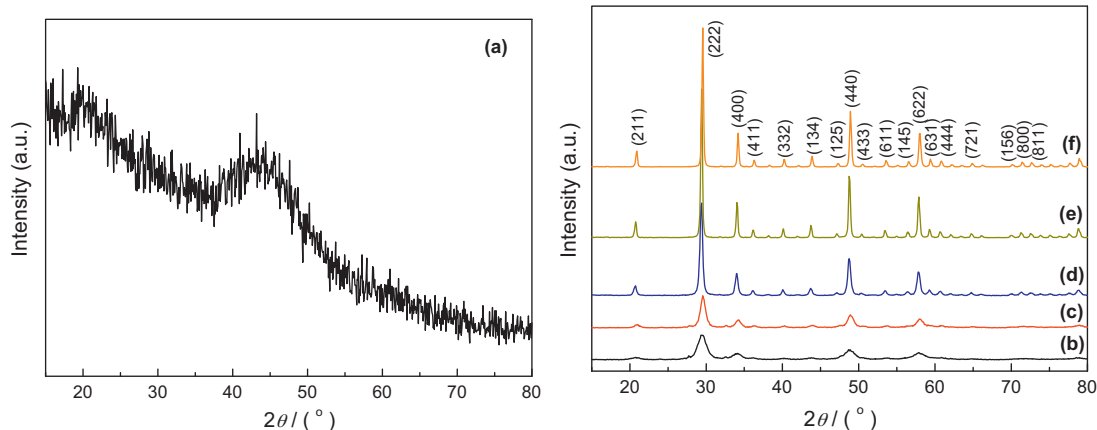 (a)
Intensity (a.u.)
20 30 40 50 60 70 80
2θ / ( ° )
(211)
(222)
(400)
(411)
(332)
(134)
(125)
(440)
(433)
(611)
(145)
(622)
(631)
(444)
(721)
(156)
(800)
(811)
(f)
(e)
(d)
(c)
(b)
Intensity (a.u.)
20 30 40 50 60 70 80
2θ / ( ° )